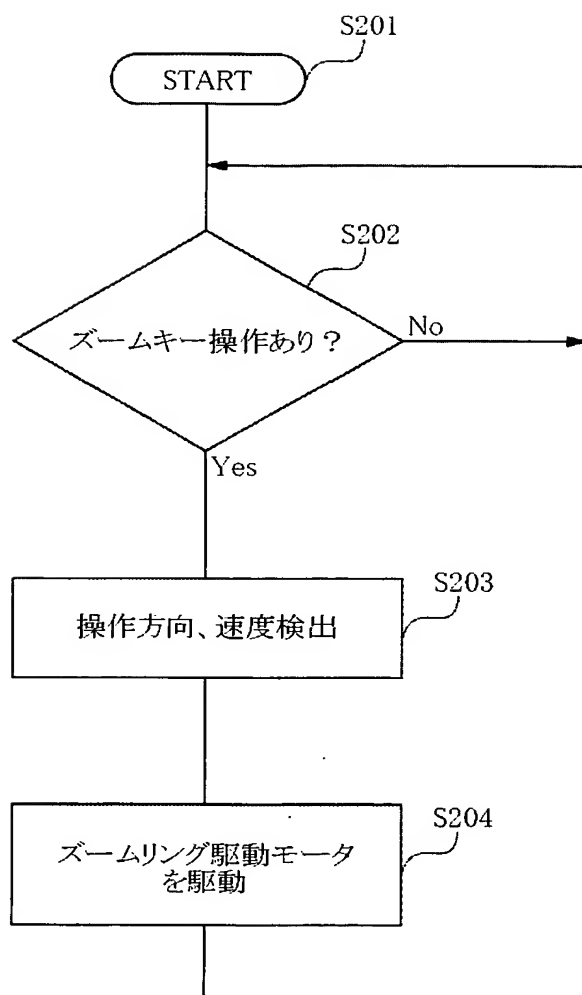 S201
START
S202
ズームキー操作あり？
No
Yes
S203
操作方向、速度検出
S204
ズームリング駆動モータ
を駆動